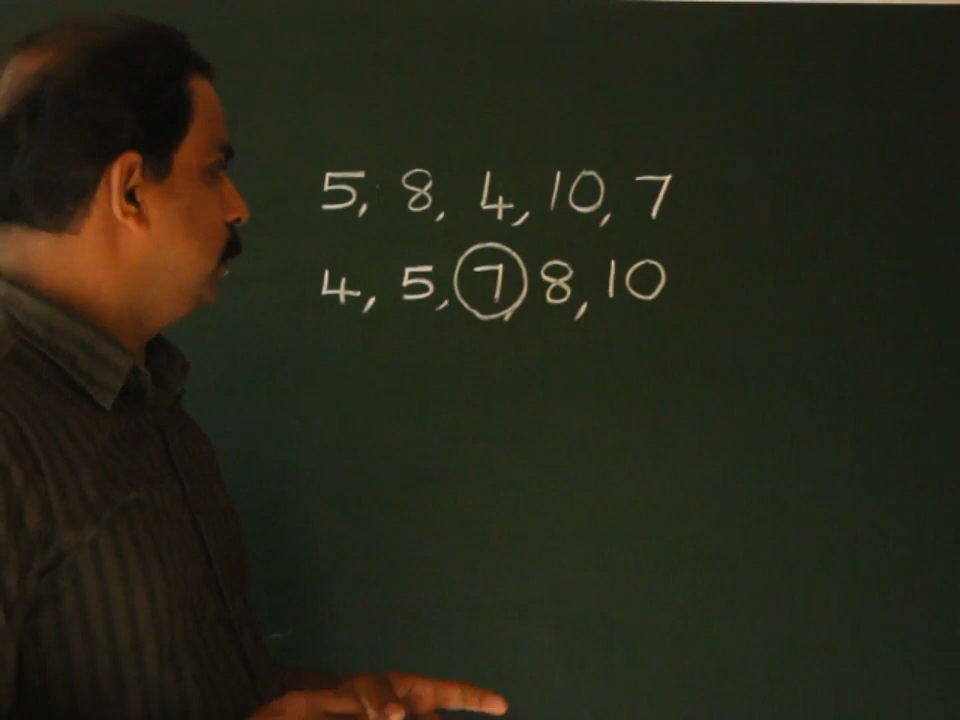 5, 8, 4, 10, 7
4, 5, 7, 8, 10